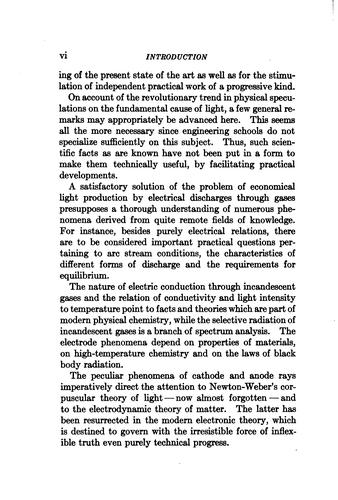 vi INTRODUCTION
ing of the present state of the art as well as for the stimu-
lation of independent practical work of a progressive kind.
On account of the revolutionary trend in physical specu-
lations on the fundamental cause of light, a few general re-
marks may appropriately be advanced here. This seems
all the more necessary since engineering schools do not
specialize sufficiently on this subject. Thus, such scien-
tific facts as are known have not been put in a form to
make them technically useful, by facilitating practical
developments.
A satisfactory solution of the problem of economical
light production by electrical discharges through gases
presupposes a thorough understanding of numerous phe-
nomena derived from quite remote fields of knowledge.
For instance, besides purely electrical relations, there
are to be considered important practical questions per-
taining to arc stream conditions, the characteristics of
different forms of discharge and the requirements for
equilibrium.
The nature of electric conduction through incandescent
gases and the relation of conductivity and light intensity
to temperature point to facts and theories which are part of
modern physical chemistry, while the selective radiation of
incandescent gases is a branch of spectrum analysis. The
electrode phenomena depend on properties of materials,
on high-temperature chemistry and on the laws of black
body radiation.
The peculiar phenomena of cathode and anode rays
imperatively direct the attention to Newton-Weber's cor-
puscular theory of light — now almost forgotten — and
to the electrodynamic theory of matter. The latter has
been resurrected in the modern electronic theory, which
is destined to govern with the irresistible force of inflex-
ible truth even purely technical progress.